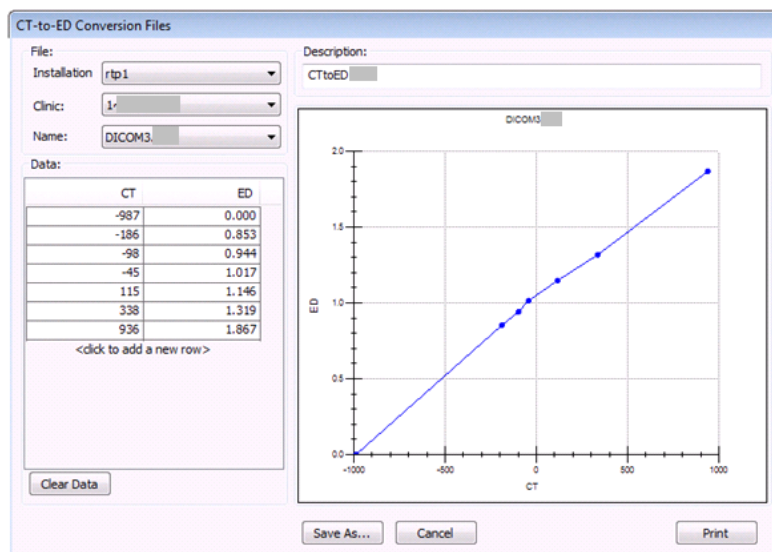 CT-to-ED Conversion Files
File:
Installation rtp1
Clinic:
Name: DICOM3.
Description:
CTtoED
Data:
CT ED
-987 0.000
-186 0.853
-98 0.944
-45 1.017
115 1.146
338 1.319
936 1.867
<click to add a new row>
Clear Data
DICOM3
2.0
1.5
1.0
0.5
0.0
ED
-1000 -500 0 500 1000
CT
Save As... Cancel Print